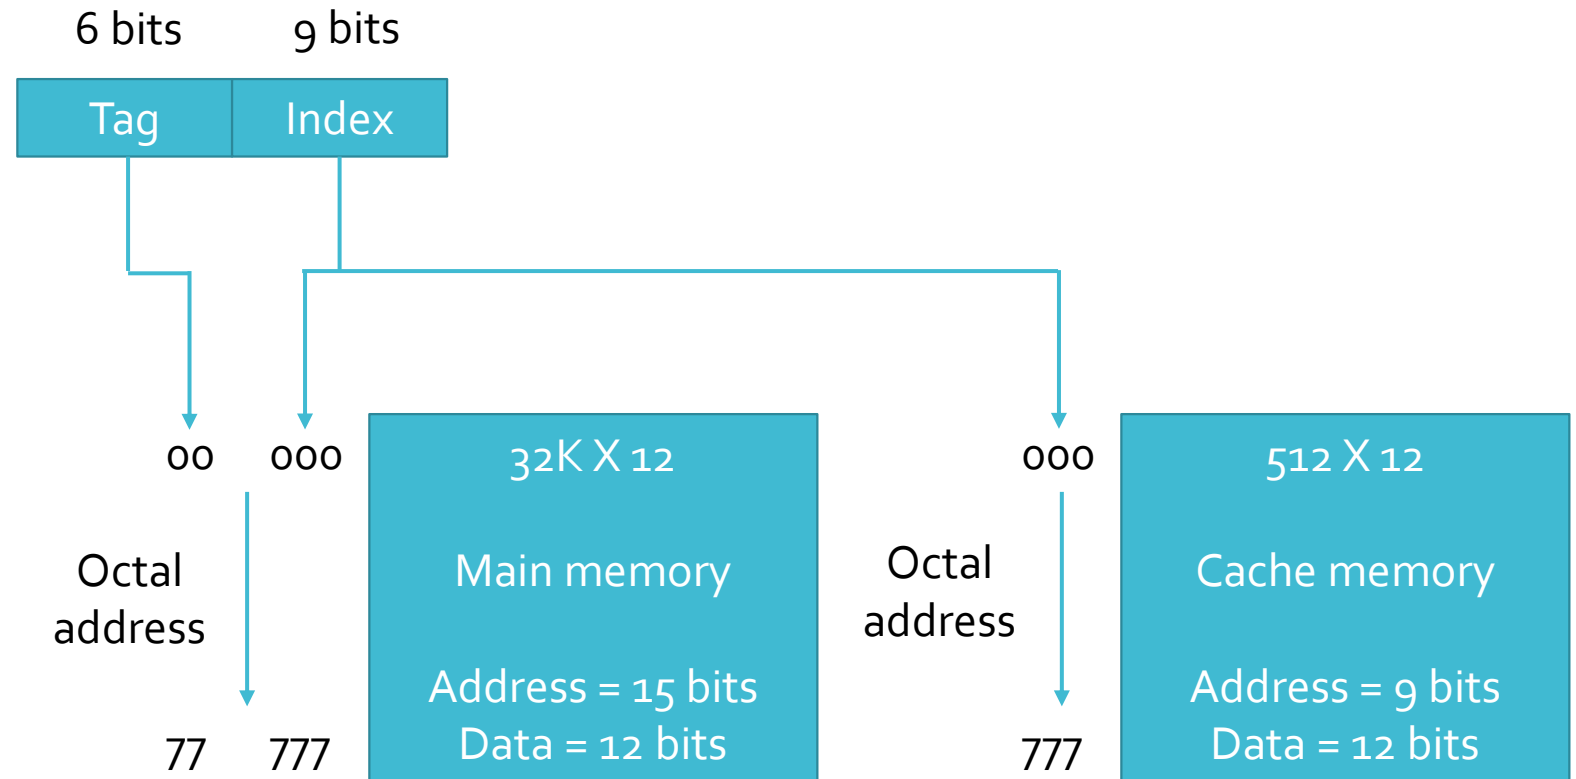 6 bits 9 bits
Tag Index
00 000 32K X 12 000 512 X 12
Octal address Main memory Octal address Cache memory
Address = 15 bits Address = 9 bits
77 777 Data = 12 bits 777 Data = 12 bits